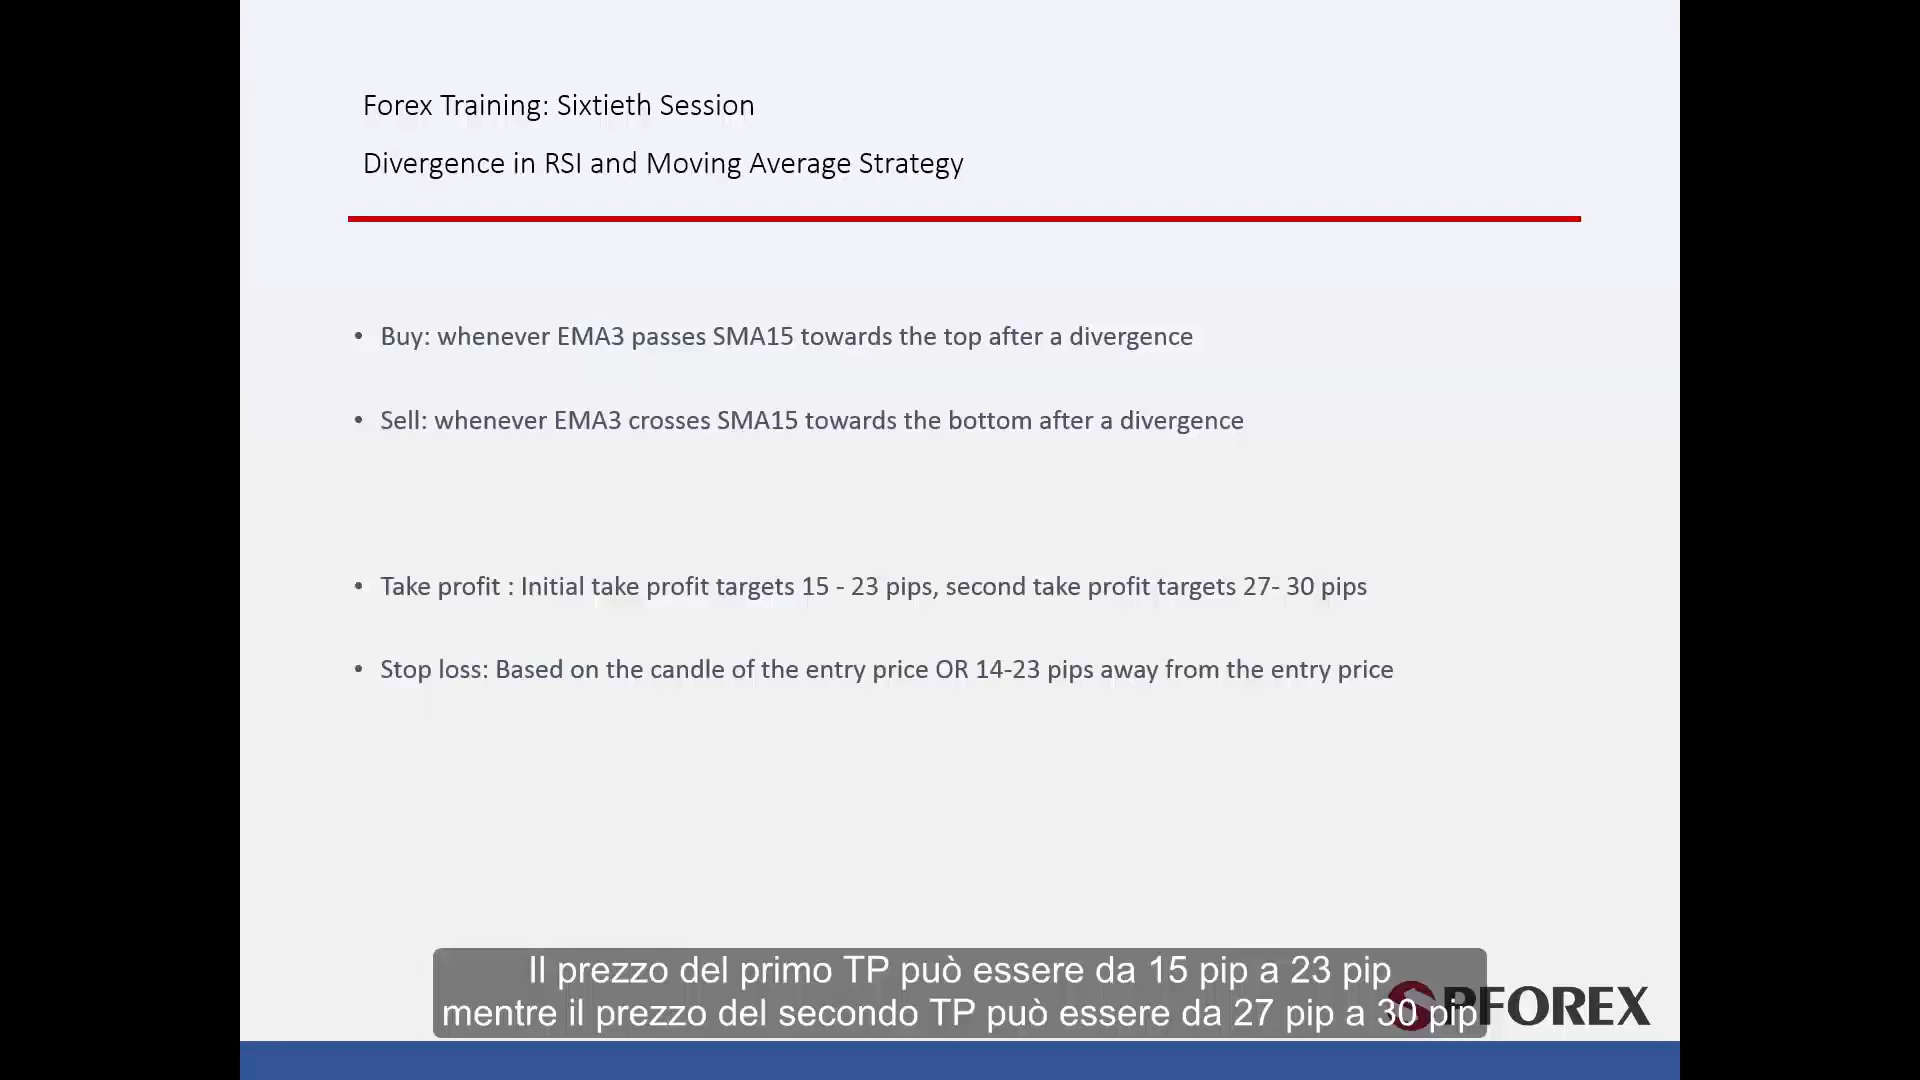 Forex Training: Sixtieth Session
Divergence in RSI and Moving Average Strategy
• Buy: whenever EMA3 passes SMA15 towards the top after a divergence
• Sell: whenever EMA3 crosses SMA15 towards the bottom after a divergence
• Take profit : Initial take profit targets 15 - 23 pips, second take profit targets 27- 30 pips
• Stop loss: Based on the candle of the entry price OR 14-23 pips away from the entry price
Il prezzo del primo TP può essere da 15 pip a 23 pip
mentre il prezzo del secondo TP può essere da 27 pip a 30 pip
PFOREX